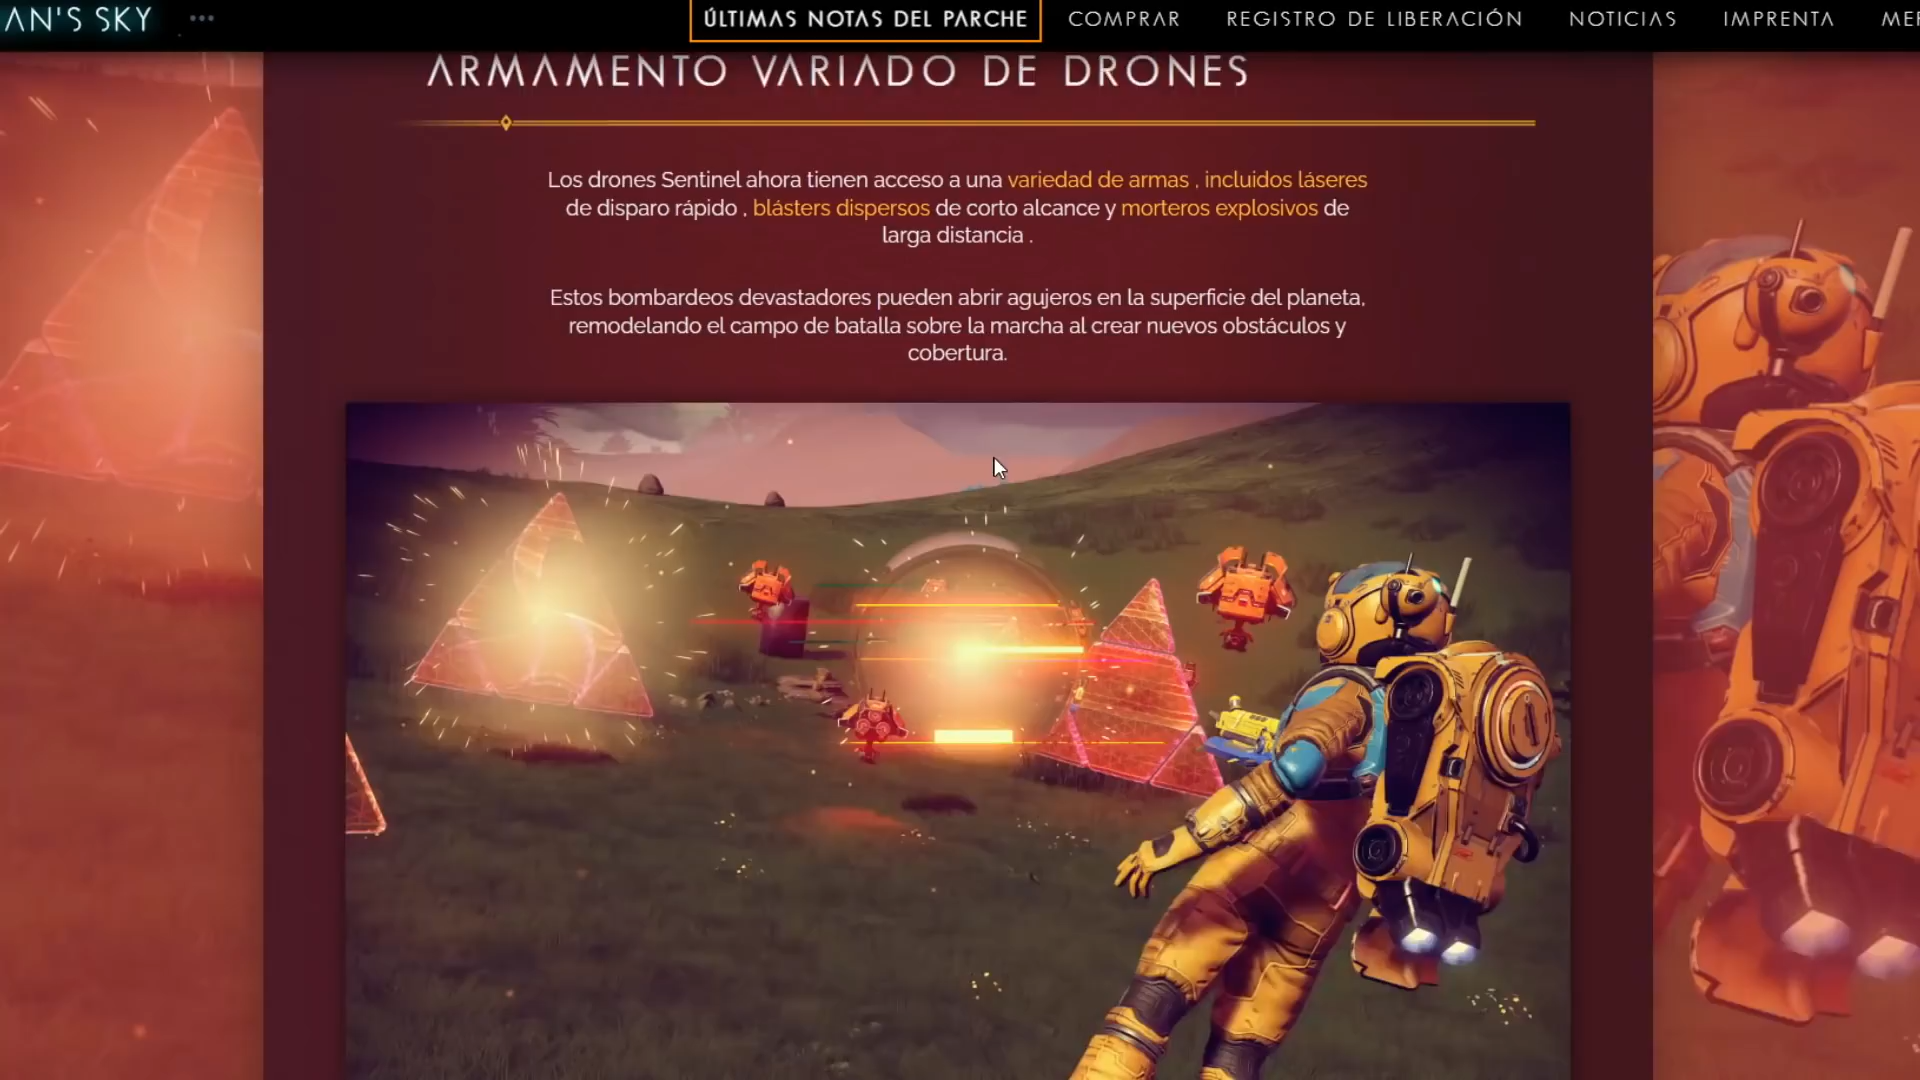 AN'S SKY
ÚLTIMAS NOTAS DEL PARCHE
COMPRAR
REGISTRO DE LIBERACIÓN
NOTICIAS
IMPRENTA
MER
ARMAMENTO VARIADO DE DRONES
Los drones Sentinel ahora tienen acceso a una variedad de armas , incluidos láseres
de disparo rápido , blásters dispersos de corto alcance y morteros explosivos de
larga distancia .
Estos bombardeos devastadores pueden abrir agujeros en la superficie del planeta,
remodelando el campo de batalla sobre la marcha al crear nuevos obstáculos y
cobertura.